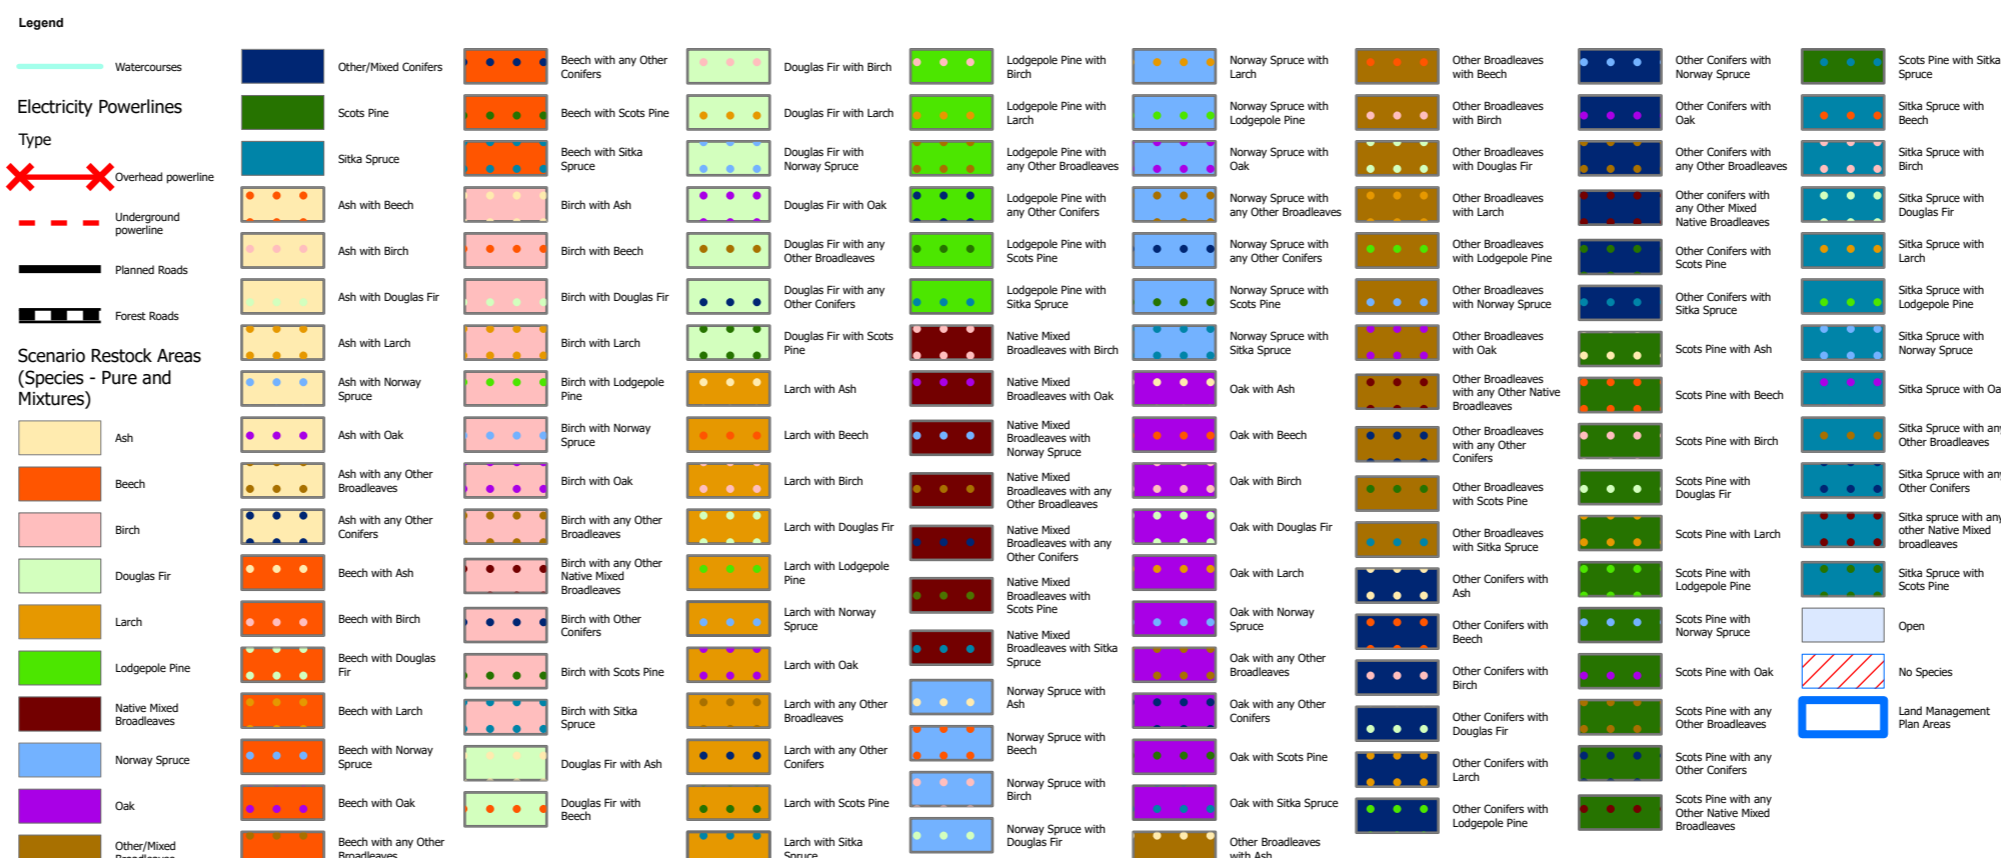 Legend
Watercourses
Electricity Powerlines
Type
Overhead powerline
Underground
powerline
Planned Roads
Forest Roads
Scenario Restock Areas
(Species - Pure and
Mixtures)
Ash
Beech
Birch
Douglas Fir
Larch
Lodgepole Pine
Native Mixed
Broadleaves
Norway Spruce
Oak
Other/Mixed
Broadleaves
Other/Mixed Conifers
Scots Pine
Sitka Spruce
Ash with Beech
Ash with Birch
Ash with Douglas Fir
Ash with Larch
Ash with Norway
Spruce
Ash with Oak
Ash with any Other
Broadleaves
Ash with any Other
Conifers
Beech with Ash
Beech with Birch
Beech with Douglas
Fir
Beech with Larch
Beech with Norway
Spruce
Beech with Oak
Beech with any Other
Broadleaves
Beech with any Other
Conifers
Beech with Scots Pine
Beech with Sitka
Spruce
Birch with Ash
Birch with Beech
Birch with Douglas Fir
Birch with Larch
Birch with Lodgepole
Pine
Birch with Norway
Spruce
Birch with Oak
Birch with any Other
Broadleaves
Birch with any Other
Native Mixed
Broadleaves
Birch with Other
Conifers
Birch with Scots Pine
Birch with Sitka
Spruce
Douglas Fir with Ash
Douglas Fir with
Beech
Douglas Fir with Birch
Douglas Fir with Larch
Douglas Fir with
Norway Spruce
Douglas Fir with Oak
Douglas Fir with any
Other Broadleaves
Douglas Fir with any
Other Conifers
Douglas Fir with Scots
Pine
Larch with Ash
Larch with Beech
Larch with Birch
Larch with Douglas Fir
Larch with Lodgepole
Pine
Larch with Norway
Spruce
Larch with Oak
Larch with any Other
Broadleaves
Larch with any Other
Conifers
Larch with Scots Pine
Larch with Sitka
Spruce
Lodgepole Pine with
Birch
Lodgepole Pine with
Larch
Lodgepole Pine with
any Other Broadleaves
Lodgepole Pine with
any Other Conifers
Lodgepole Pine with
Scots Pine
Lodgepole Pine with
Sitka Spruce
Native Mixed
Broadleaves with Birch
Native Mixed
Broadleaves with Oak
Native Mixed
Broadleaves with
Norway Spruce
Native Mixed
Broadleaves with any
Other Broadleaves
Native Mixed
Broadleaves with any
Other Conifers
Native Mixed
Broadleaves with
Scots Pine
Native Mixed
Broadleaves with Sitka
Spruce
Norway Spruce with
Ash
Norway Spruce with
Beech
Norway Spruce with
Birch
Norway Spruce with
Douglas Fir
Norway Spruce with
Larch
Norway Spruce with
Lodgepole Pine
Norway Spruce with
Oak
Norway Spruce with
any Other Broadleaves
Norway Spruce with
any Other Conifers
Norway Spruce with
Scots Pine
Norway Spruce with
Sitka Spruce
Oak with Ash
Oak with Beech
Oak with Birch
Oak with Douglas Fir
Oak with Larch
Oak with Norway
Spruce
Oak with any Other
Broadleaves
Oak with any Other
Conifers
Oak with Scots Pine
Oak with Sitka Spruce
Other Broadleaves
with Ash
Other Broadleaves
with Beech
Other Broadleaves
with Birch
Other Broadleaves
with Douglas Fir
Other Broadleaves
with Larch
Other Broadleaves
with Lodgepole Pine
Other Broadleaves
with Norway Spruce
Other Broadleaves
with Oak
Other Broadleaves
with any Other Native
Broadleaves
Other Broadleaves
with any Other
Conifers
Other Broadleaves
with Scots Pine
Other Broadleaves
with Sitka Spruce
Other Conifers with
Ash
Other Conifers with
Beech
Other Conifers with
Birch
Other Conifers with
Douglas Fir
Other Conifers with
Larch
Other Conifers with
Lodgepole Pine
Other Conifers with
Norway Spruce
Other Conifers with
Oak
Other Conifers with
any Other Broadleaves
Other conifers with
any Other Mixed
Native Broadleaves
Other Conifers with
Scots Pine
Other Conifers with
Sitka Spruce
Scots Pine with Ash
Scots Pine with Beech
Scots Pine with Birch
Scots Pine with
Douglas Fir
Scots Pine with Larch
Scots Pine with
Lodgepole Pine
Scots Pine with
Norway Spruce
Scots Pine with Oak
Scots Pine with any
Other Broadleaves
Scots Pine with any
Other Conifers
Scots Pine with any
Other Native Mixed
Broadleaves
Scots Pine with Sitka
Spruce
Sitka Spruce with
Beech
Sitka Spruce with
Birch
Sitka Spruce with
Douglas Fir
Sitka Spruce with
Larch
Sitka Spruce with
Lodgepole Pine
Sitka Spruce with
Norway Spruce
Sitka Spruce with Oa
Sitka Spruce with any
Other Broadleaves
Sitka Spruce with any
Other Conifers
Sitka spruce with any
other Native Mixed
broadleaves
Sitka Spruce with
Scots Pine
Open
No Species
Land Management
Plan Areas